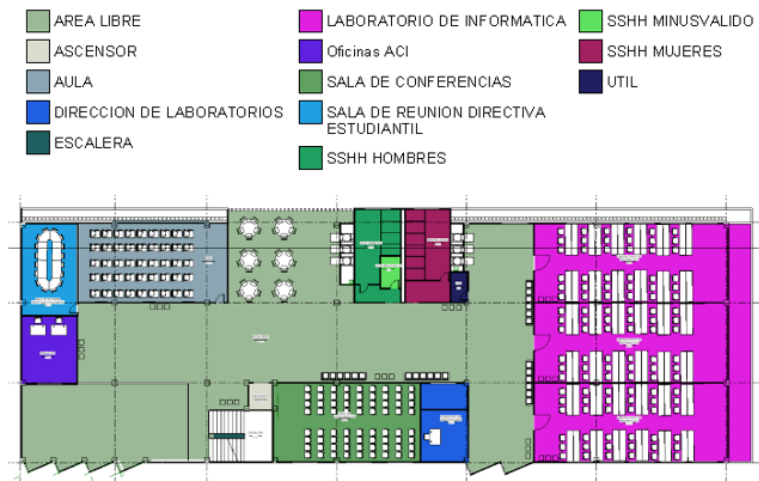 AREA LIBRE
ASCENSOR
AULA
DIRECCION DE LABORATORIOS
ESCALERA
LABORATORIO DE INFORMATICA
Oficinas ACI
SALA DE CONFERENCIAS
SALA DE REUNION DIRECTIVA
ESTUDIANTIL
SSHH HOMBRES
SSHH MINUSVALIDO
SSHH MUJERES
UTIL